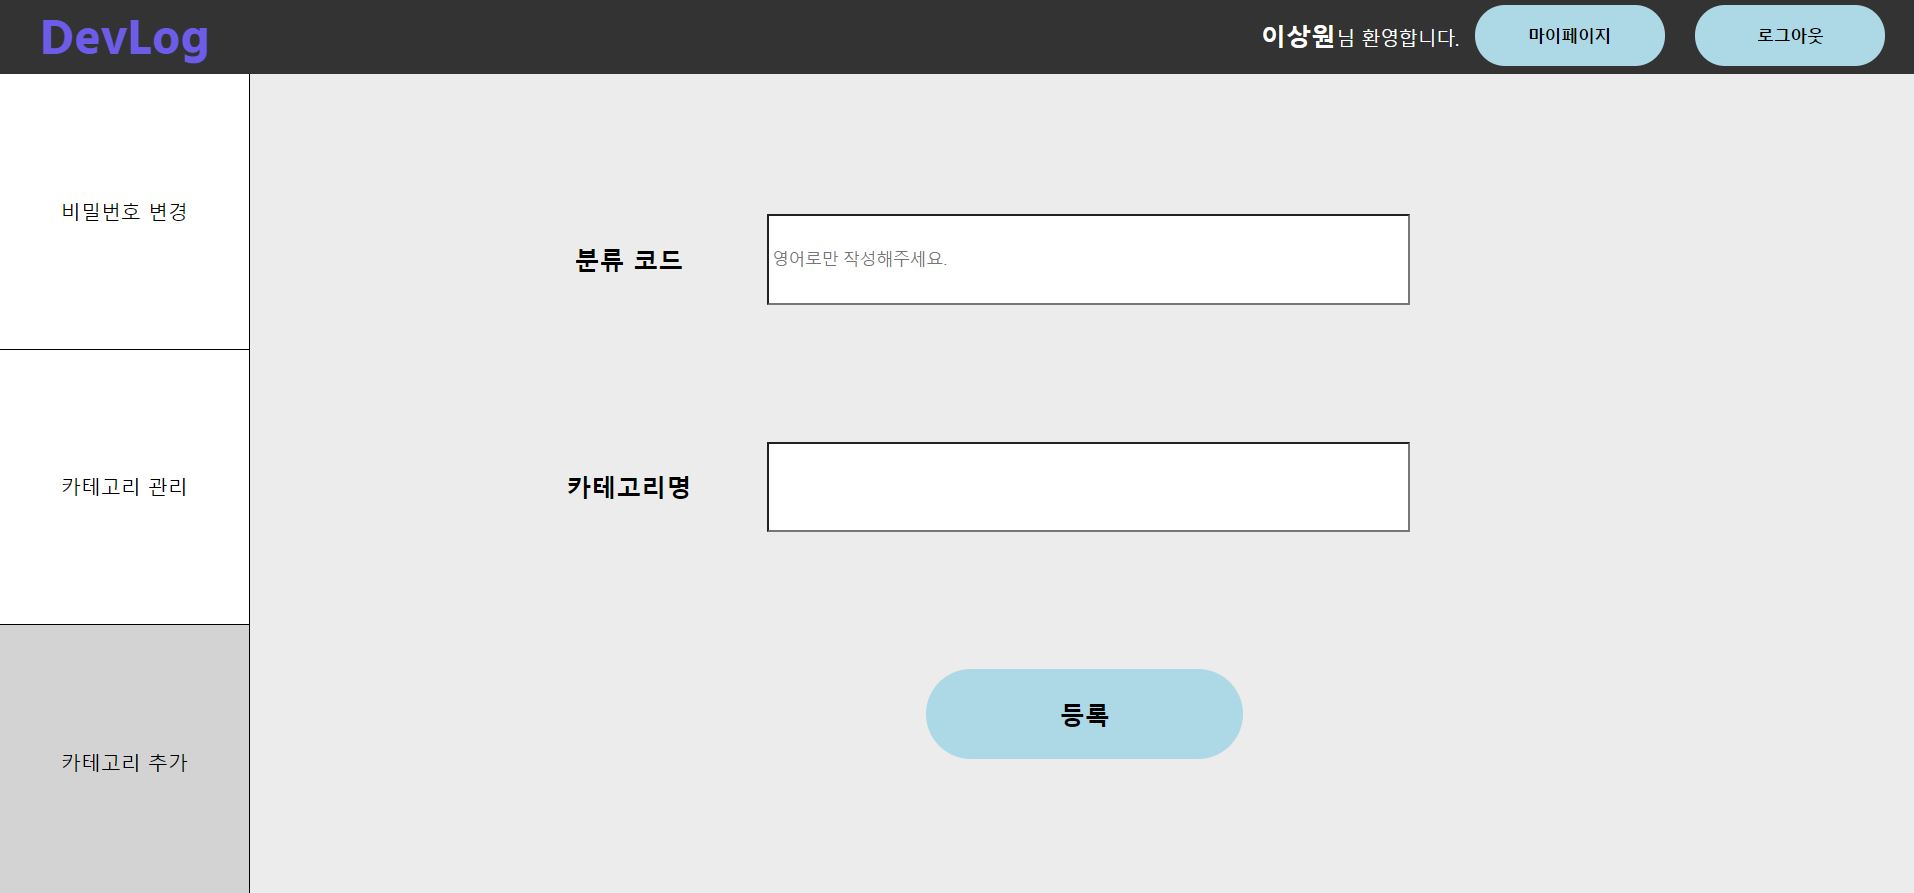 DevLog
이상원님 환영합니다.
마이페이지
로그아웃
비밀번호 변경
카테고리 관리
카테고리 추가
분류 코드
영어로만 작성해주세요.
카테고리명
등록